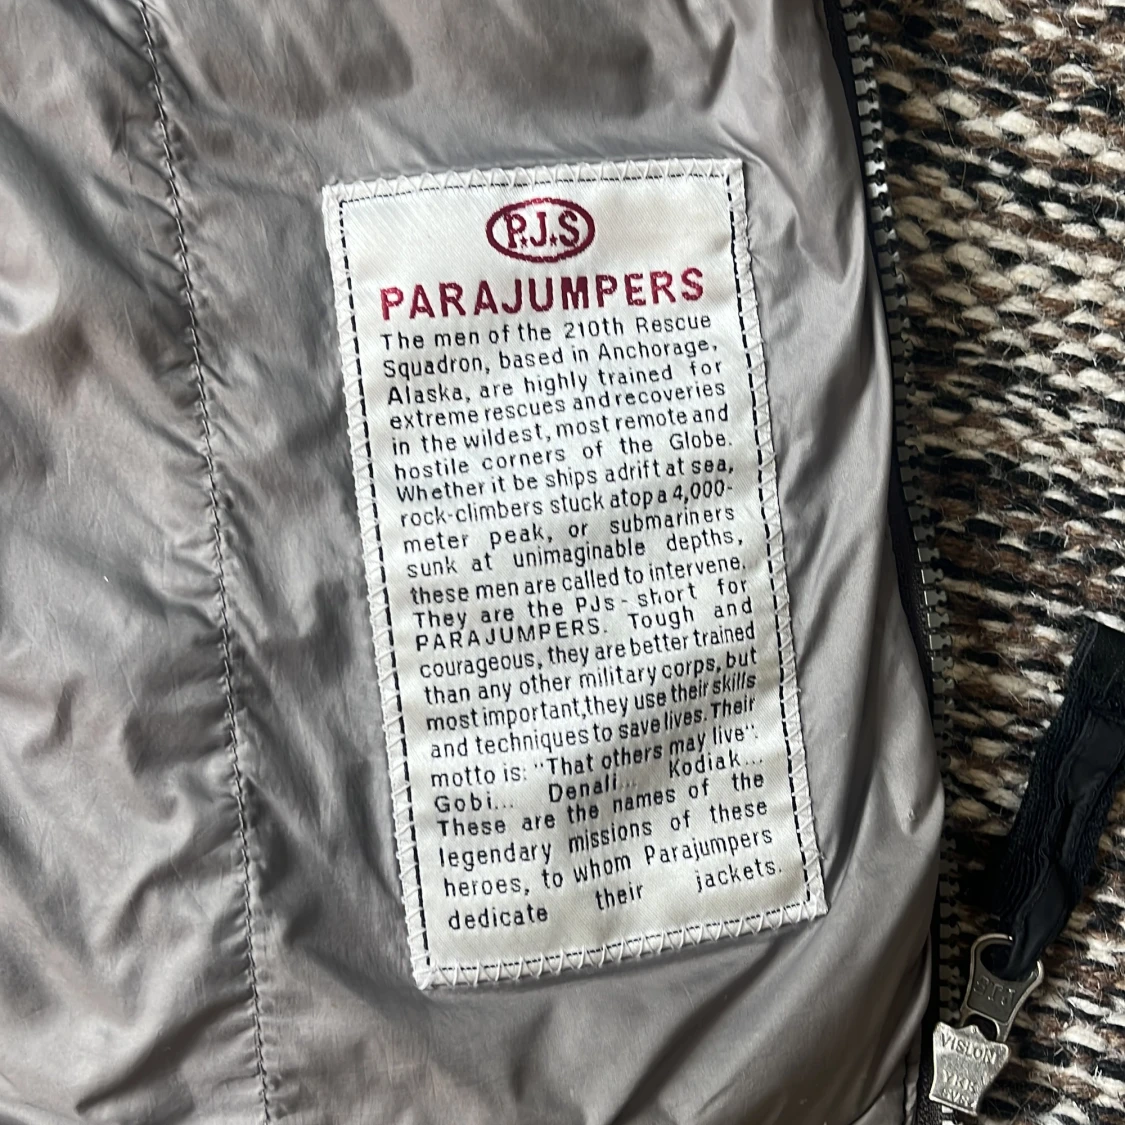 P.J.S
PARAJUMPERS
The men of the 210th Rescue
Squadron, based in Anchorage,
Alaska, are highly trained for
extreme rescues and recoveries
in the wildest, most remote and
hostile corners of the Globe.
Whether it be ships adrift at sea,
rock-climbers stuck atop a 4,000-
meter peak, or submariners
sunk at unimaginable depths,
these men are called to intervene.
They are the PJs - short for
PARAJUMPERS. Tough and
courageous, they are better trained
than any other military corps, but
most important,they use their skills
and techniques to save lives. Their
motto is: "That others may live".
Gobi... Denali... Kodiak...
These are the names of the
legendary missions of these
heroes, to whom Parajumpers
dedicate their jackets.
VISLON
YKK